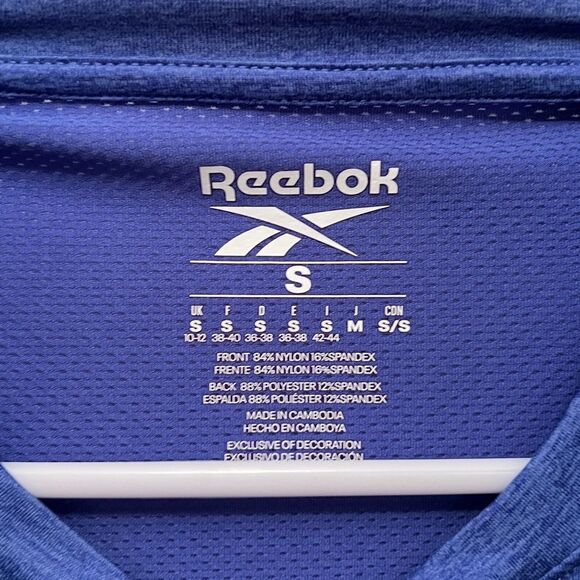 Reebok
S
UK F D E I J CON
S S S S S M S/S
10-12 38-40 36-38 36-38 42-44
FRONT 84% NYLON 16% SPANDEX
FRENTE 84% NYLON 16% SPANDEX
BACK 88% POLYESTER 12% SPANDEX
ESPALDA 88% POLIÉSTER 12% SPANDEX
MADE IN CAMBODIA
HECHO EN CAMBOYA
EXCLUSIVE OF DECORATION
EXCLUSIVO DE DECORACIÓN